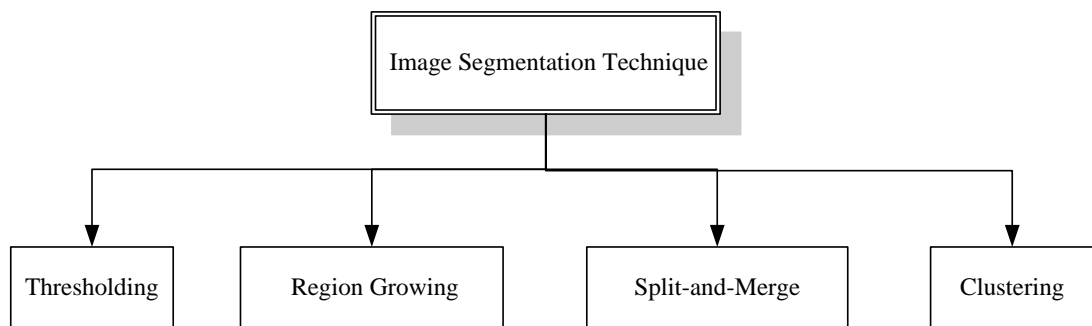 Image Segmentation Technique
Thresholding
Region Growing
Split-and-Merge
Clustering